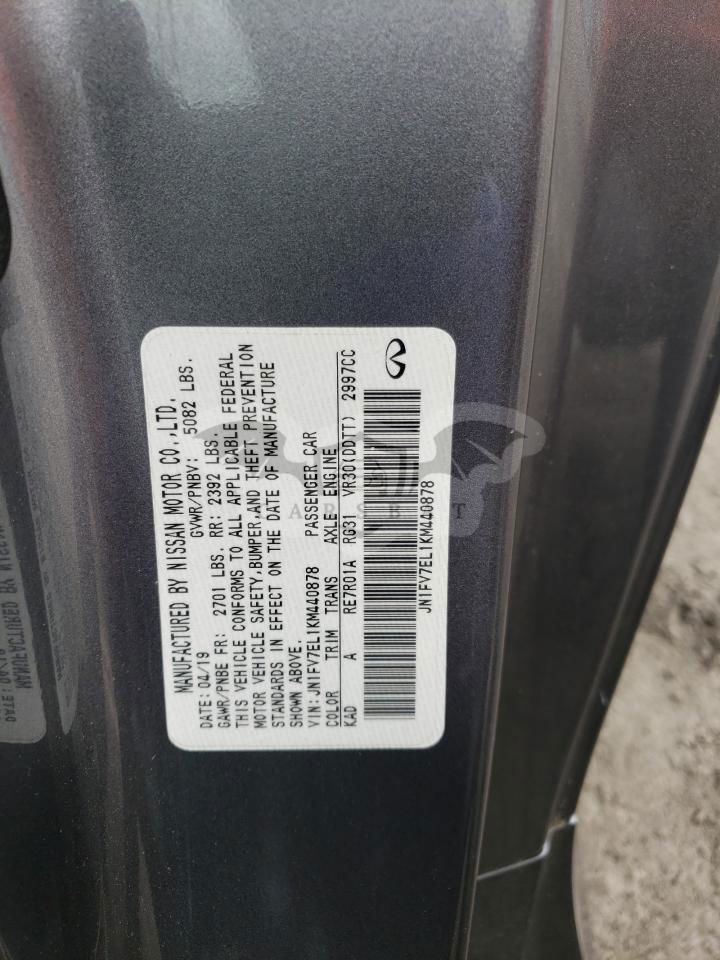 MANUFACTURED BY NISSAN MOTOR CO.,LTD.
DATE: 04/19 GVWR/PNBV: 5082 LBS.
GAWR/PNBE FR: 2701 LBS. RR: 2392 LBS.
THIS VEHICLE CONFORMS TO ALL APPLICABLE FEDERAL
MOTOR VEHICLE SAFETY,BUMPER,AND THEFT PREVENTION
STANDARDS IN EFFECT ON THE DATE OF MANUFACTURE
SHOWN ABOVE.
VIN:JN1FV7EL1KM440878 PASSENGER CAR
COLOR TRIM TRANS AXLE ENGINE
KAD A RE7R01A RG31 VR30(DDTT) 2997CC
JN1FV7EL1KM440878